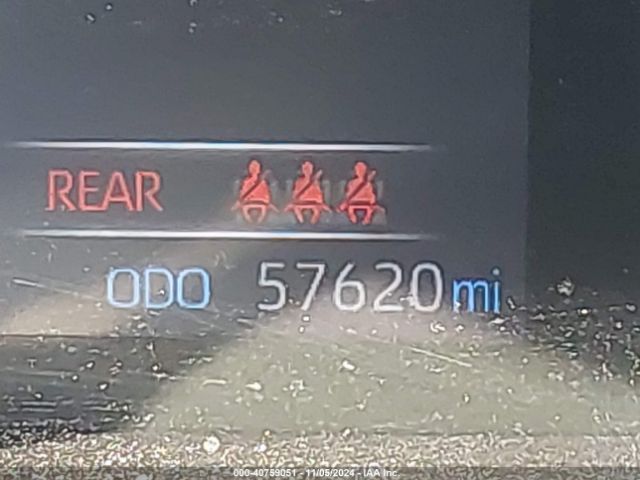 REAR
ODO 57620 mi
000-40759051 - 11/05/2024 - IAA Inc.